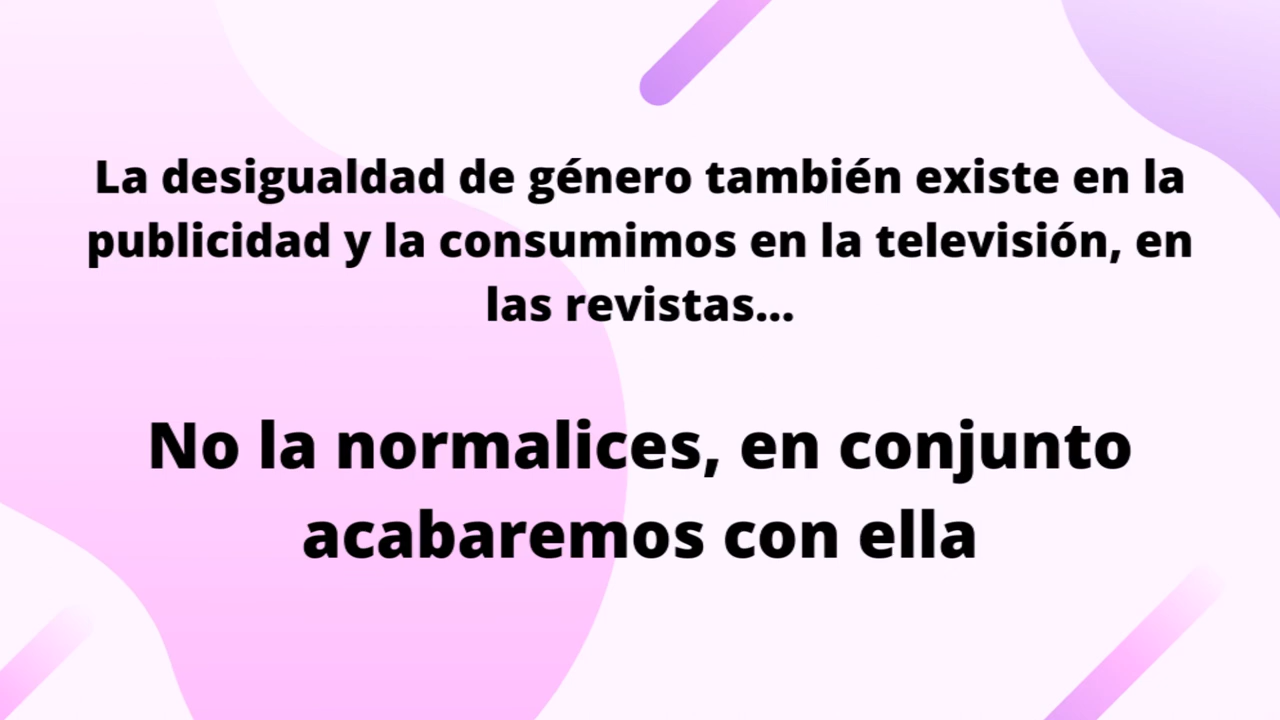 La desigualdad de género también existe en la
publicidad y la consumimos en la televisión, en
las revistas...
No la normalices, en conjunto
acabaremos con ella